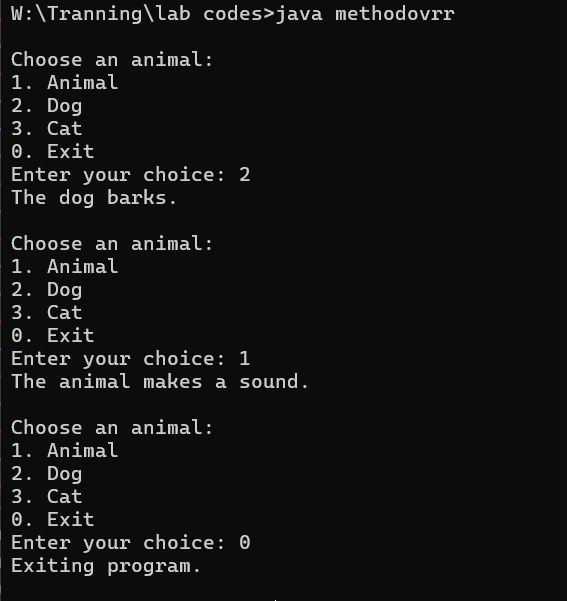 W:\Tranning\lab codes>java methodovrr
Choose an animal:
1. Animal
2. Dog
3. Cat
0. Exit
Enter your choice: 2
The dog barks.
Choose an animal:
1. Animal
2. Dog
3. Cat
0. Exit
Enter your choice: 1
The animal makes a sound.
Choose an animal:
1. Animal
2. Dog
3. Cat
0. Exit
Enter your choice: 0
Exiting program.